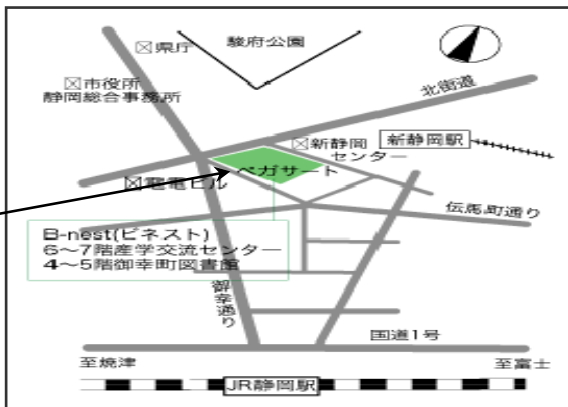 駿府公園
県庁
市役所
静岡総合事務所
北街道
新静岡
センター
新静岡駅
ペガサート
電電ビル
伝馬町通り
B-nest(ビネスト)
6～7階産学交流センター
4～5階御幸町図書館
御幸通り
国道1号
至焼津
至富士
JR静岡駅